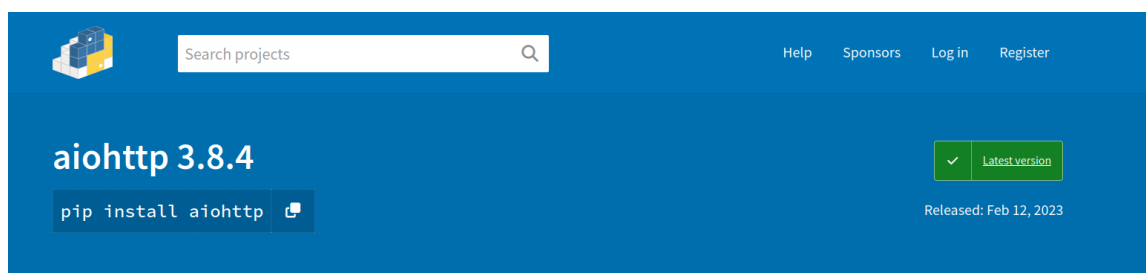 Search projects
Help Sponsors Log in Register
aiohttp 3.8.4
Latest version
pip install aiohttp
Released: Feb 12, 2023